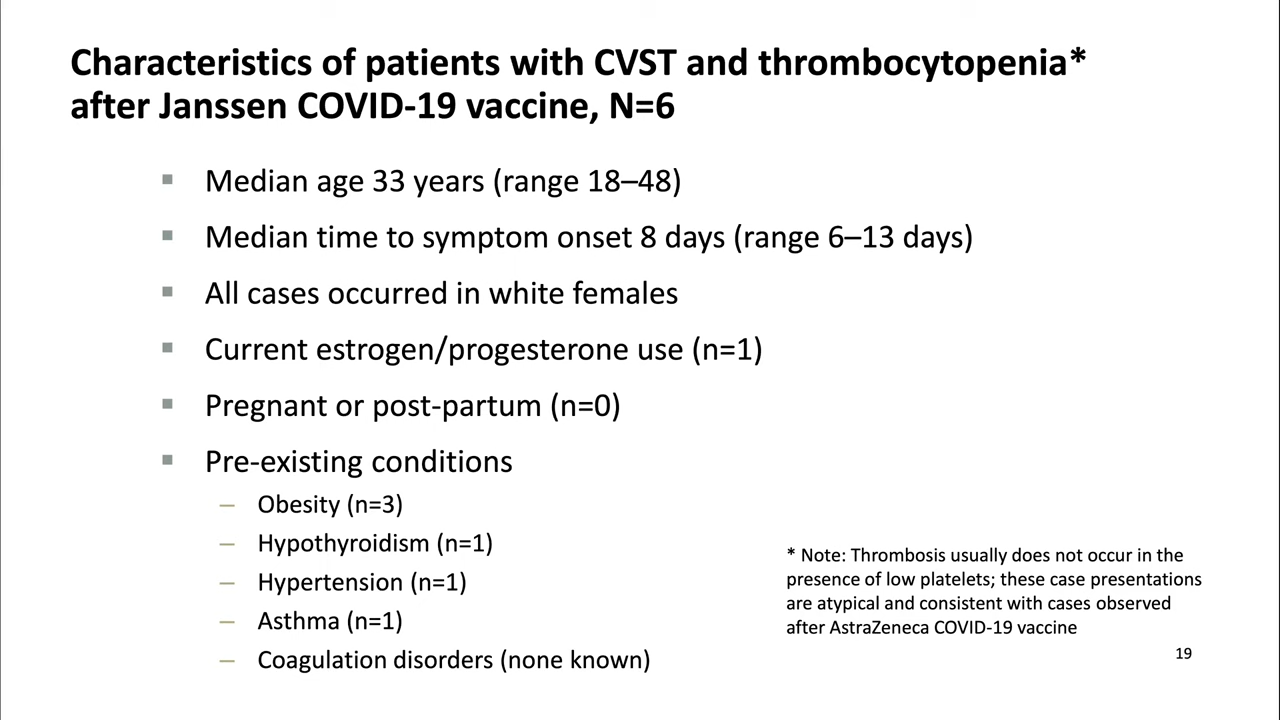 Characteristics of patients with CVST and thrombocytopenia*
after Janssen COVID-19 vaccine, N=6
▪ Median age 33 years (range 18–48)
▪ Median time to symptom onset 8 days (range 6–13 days)
▪ All cases occurred in white females
▪ Current estrogen/progesterone use (n=1)
▪ Pregnant or post-partum (n=0)
▪ Pre-existing conditions
– Obesity (n=3)
– Hypothyroidism (n=1)
– Hypertension (n=1)
– Asthma (n=1)
– Coagulation disorders (none known)
* Note: Thrombosis usually does not occur in the
presence of low platelets; these case presentations
are atypical and consistent with cases observed
after AstraZeneca COVID-19 vaccine
19